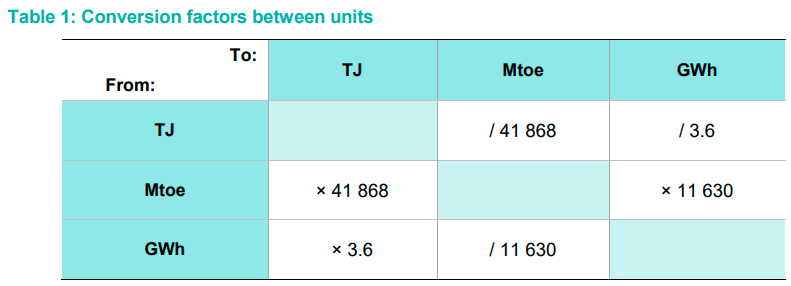 Table 1: Conversion factors between units
To:
From:
TJ
Mtoe
GWh
TJ
/ 41 868
/ 3.6
Mtoe
× 41 868
× 11 630
GWh
× 3.6
/ 11 630